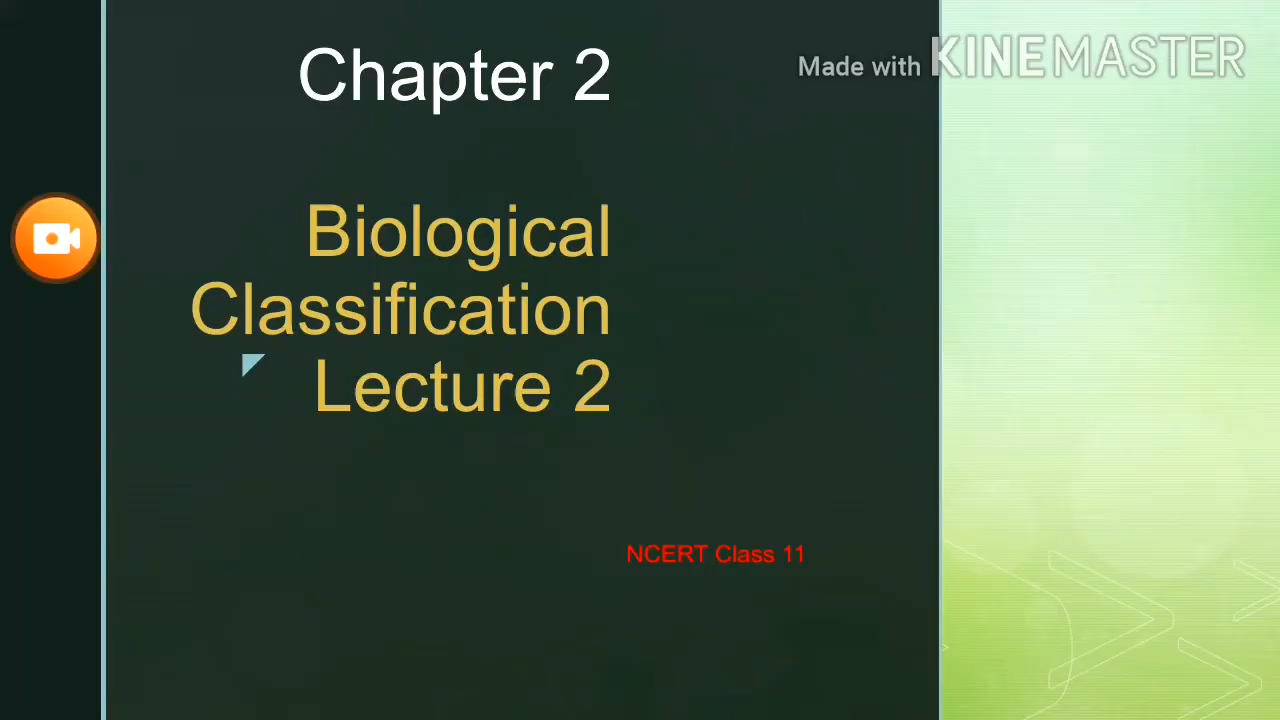 Chapter 2
Made with KINEMASTER
Biological
Classification
Lecture 2
NCERT Class 11